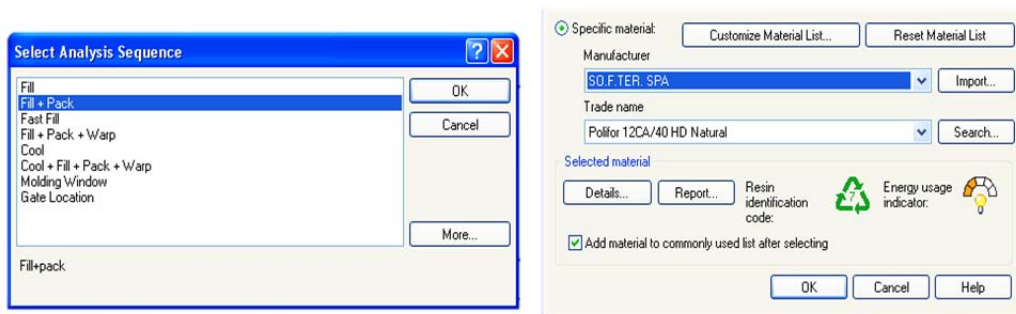 Select Analysis Sequence
Fill
Fill + Pack
Fast Fill
Fill + Pack + Warp
Cool
Cool + Fill + Pack + Warp
Molding Window
Gate Location
OK
Cancel
More...
Fill+pack
Specific material:
Customize Material List...
Reset Material List
Manufacturer
SO.F.TER. SPA
Import...
Trade name
Polifor 12CA/40 HD Natural
Search...
Selected material
Details...
Report...
Resin
identification
code:
7
Energy usage
indicator:
Add material to commonly used list after selecting
OK
Cancel
Help